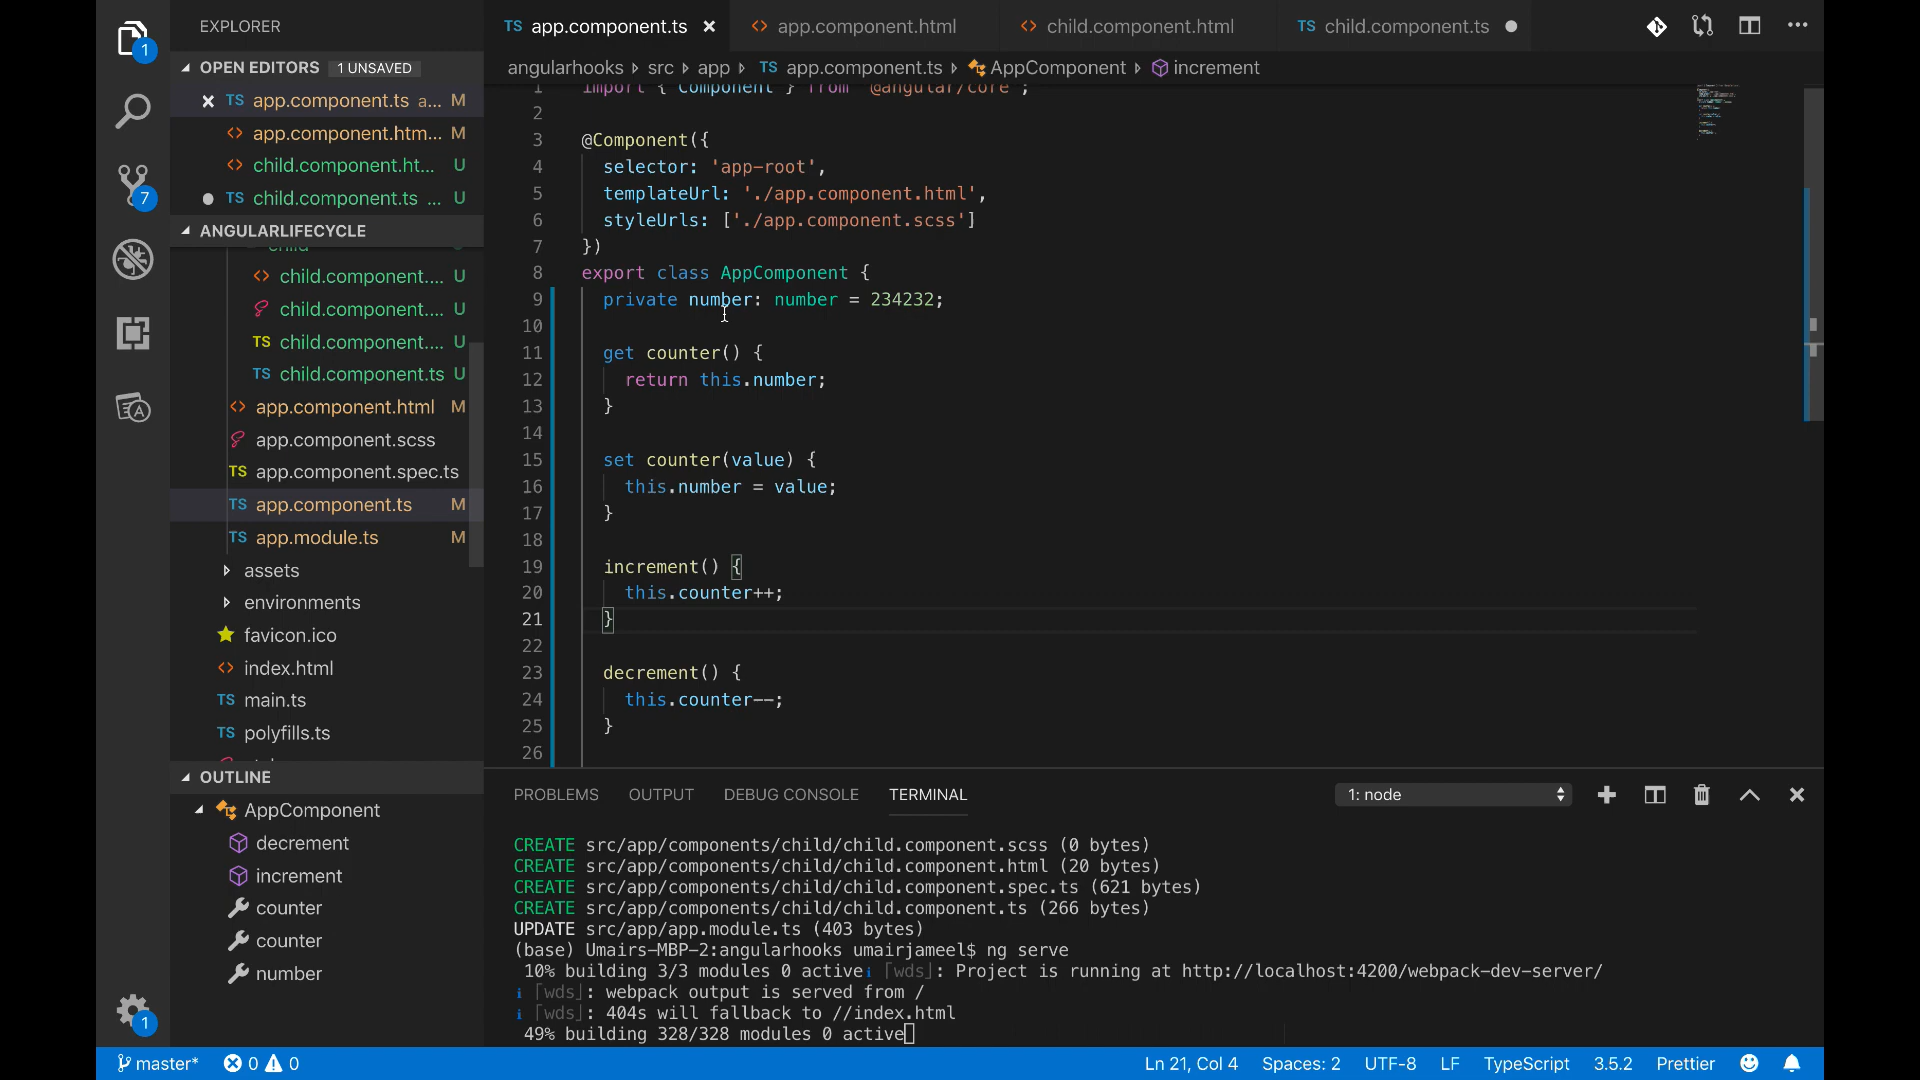 EXPLORER
OPEN EDITORS 1 UNSAVED
TS app.component.ts a... M
<> app.component.htm... M
<> child.component.ht... U
TS child.component.ts ... U
ANGULARLIFECYCLE
child
<> child.component.... U
child.component.... U
TS child.component.... U
TS child.component.ts U
<> app.component.html M
app.component.scss
TS app.component.spec.ts
TS app.component.ts M
TS app.module.ts M
assets
environments
favicon.ico
<> index.html
TS main.ts
TS polyfills.ts
OUTLINE
AppComponent
decrement
increment
counter
counter
number
1
7
1
TS app.component.ts
<> app.component.html
<> child.component.html
TS child.component.ts
angularhooks › src › app › TS app.component.ts › AppComponent › increment
1 import { Component } from '@angular/core';
2
3 @Component({
4 selector: 'app-root',
5 templateUrl: './app.component.html',
6 styleUrls: ['./app.component.scss']
7 })
8 export class AppComponent {
9 private number: number = 234232;
10
11 get counter() {
12 return this.number;
13 }
14
15 set counter(value) {
16 this.number = value;
17 }
18
19 increment() {
20 this.counter++;
21 }
22
23 decrement() {
24 this.counter--;
25 }
26
PROBLEMS OUTPUT DEBUG CONSOLE TERMINAL 1: node
CREATE src/app/components/child/child.component.scss (0 bytes)
CREATE src/app/components/child/child.component.html (20 bytes)
CREATE src/app/components/child/child.component.spec.ts (621 bytes)
CREATE src/app/components/child/child.component.ts (266 bytes)
UPDATE src/app/app.module.ts (403 bytes)
(base) Umairs-MBP-2:angularhooks umairjameel$ ng serve
10% building 3/3 modules 0 activeℹ ｢wds｣: Project is running at http://localhost:4200/webpack-dev-server/
ℹ ｢wds｣: webpack output is served from /
ℹ ｢wds｣: 404s will fallback to //index.html
49% building 328/328 modules 0 active
master* 0 0 Ln 21, Col 4 Spaces: 2 UTF-8 LF TypeScript 3.5.2 Prettier